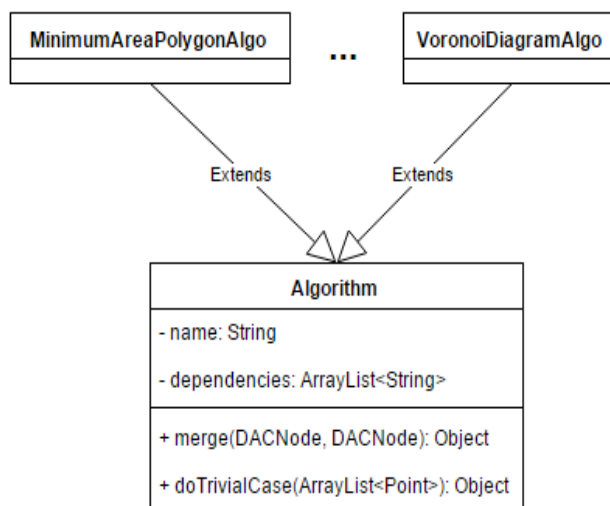 MinimumAreaPolygonAlgo ... VoronoiDiagramAlgo
Extends Extends
Algorithm
- name: String
- dependencies: ArrayList<String>
+ merge(DACNode, DACNode): Object
+ doTrivialCase(ArrayList<Point>): Object